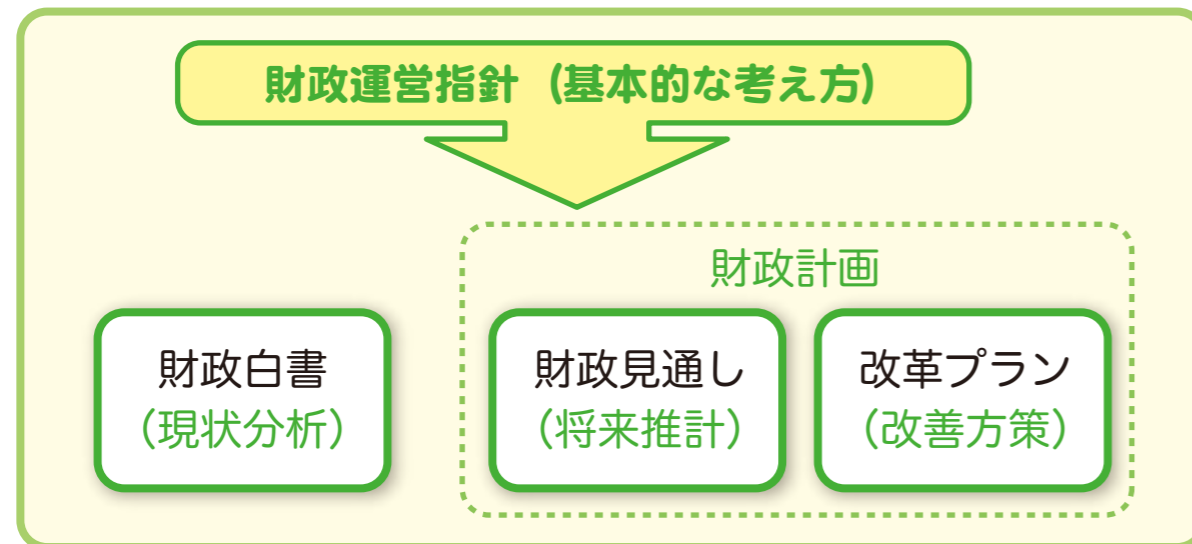 財政運営指針（基本的な考え方）
財政計画
財政白書
（現状分析）
財政見通し
（将来推計）
改革プラン
（改善方策）